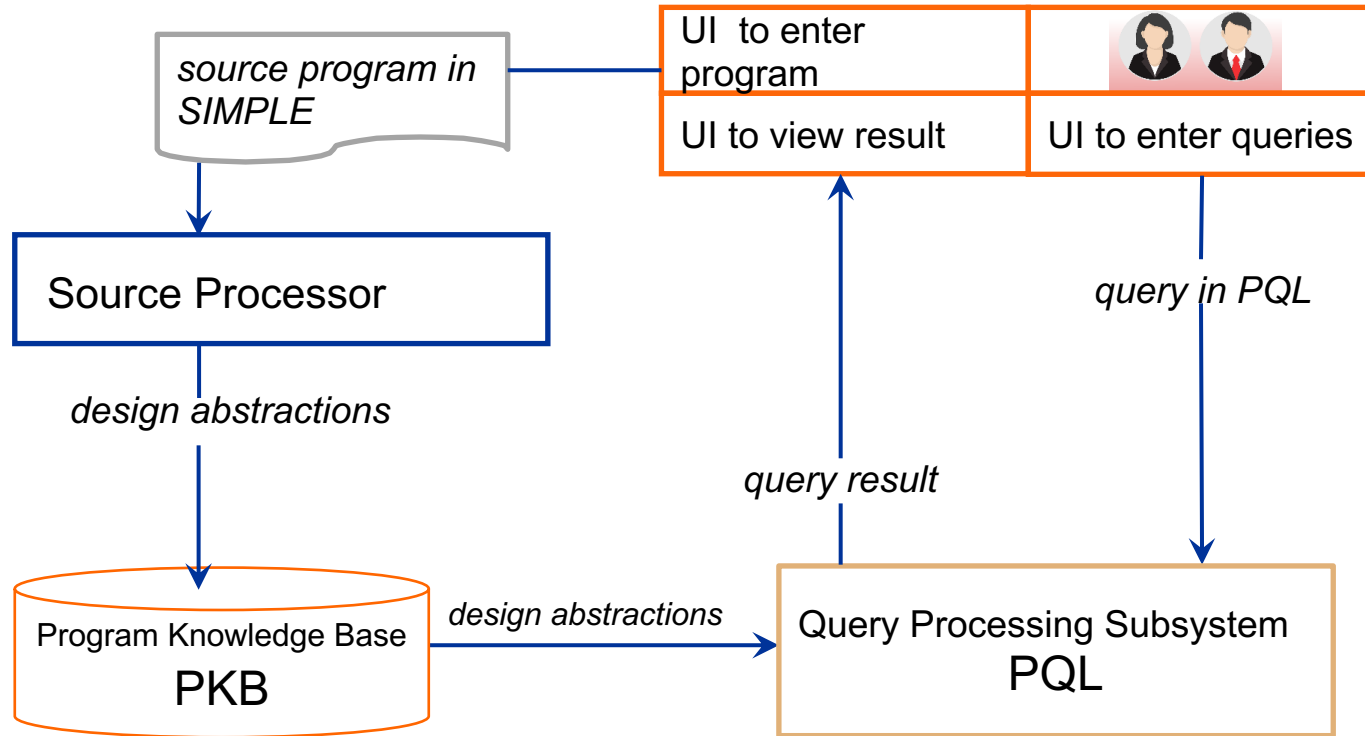 source program in
SIMPLE
UI to enter
program
UI to view result
UI to enter queries
Source Processor
query in PQL
design abstractions
query result
Program Knowledge Base
PKB
design abstractions
Query Processing Subsystem
PQL